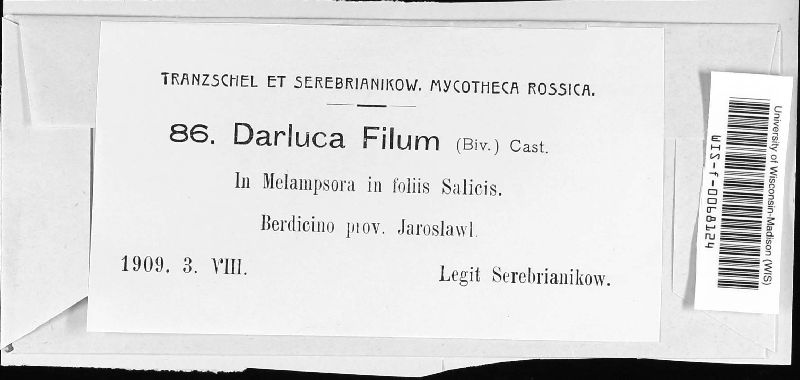 TRANZSCHEL ET SEREBRIANIKOW. MYCOTHECA ROSSICA.
86. Darluca Filum (Biv.) Cast.
In Melampsora in foliis Salicis.
Berdicino prov. Jaroslawl.
1909. 3. VIII.
Legit Serebrianikow.
University of Wisconsin-Madison (WIS)
WIS-f-0068124